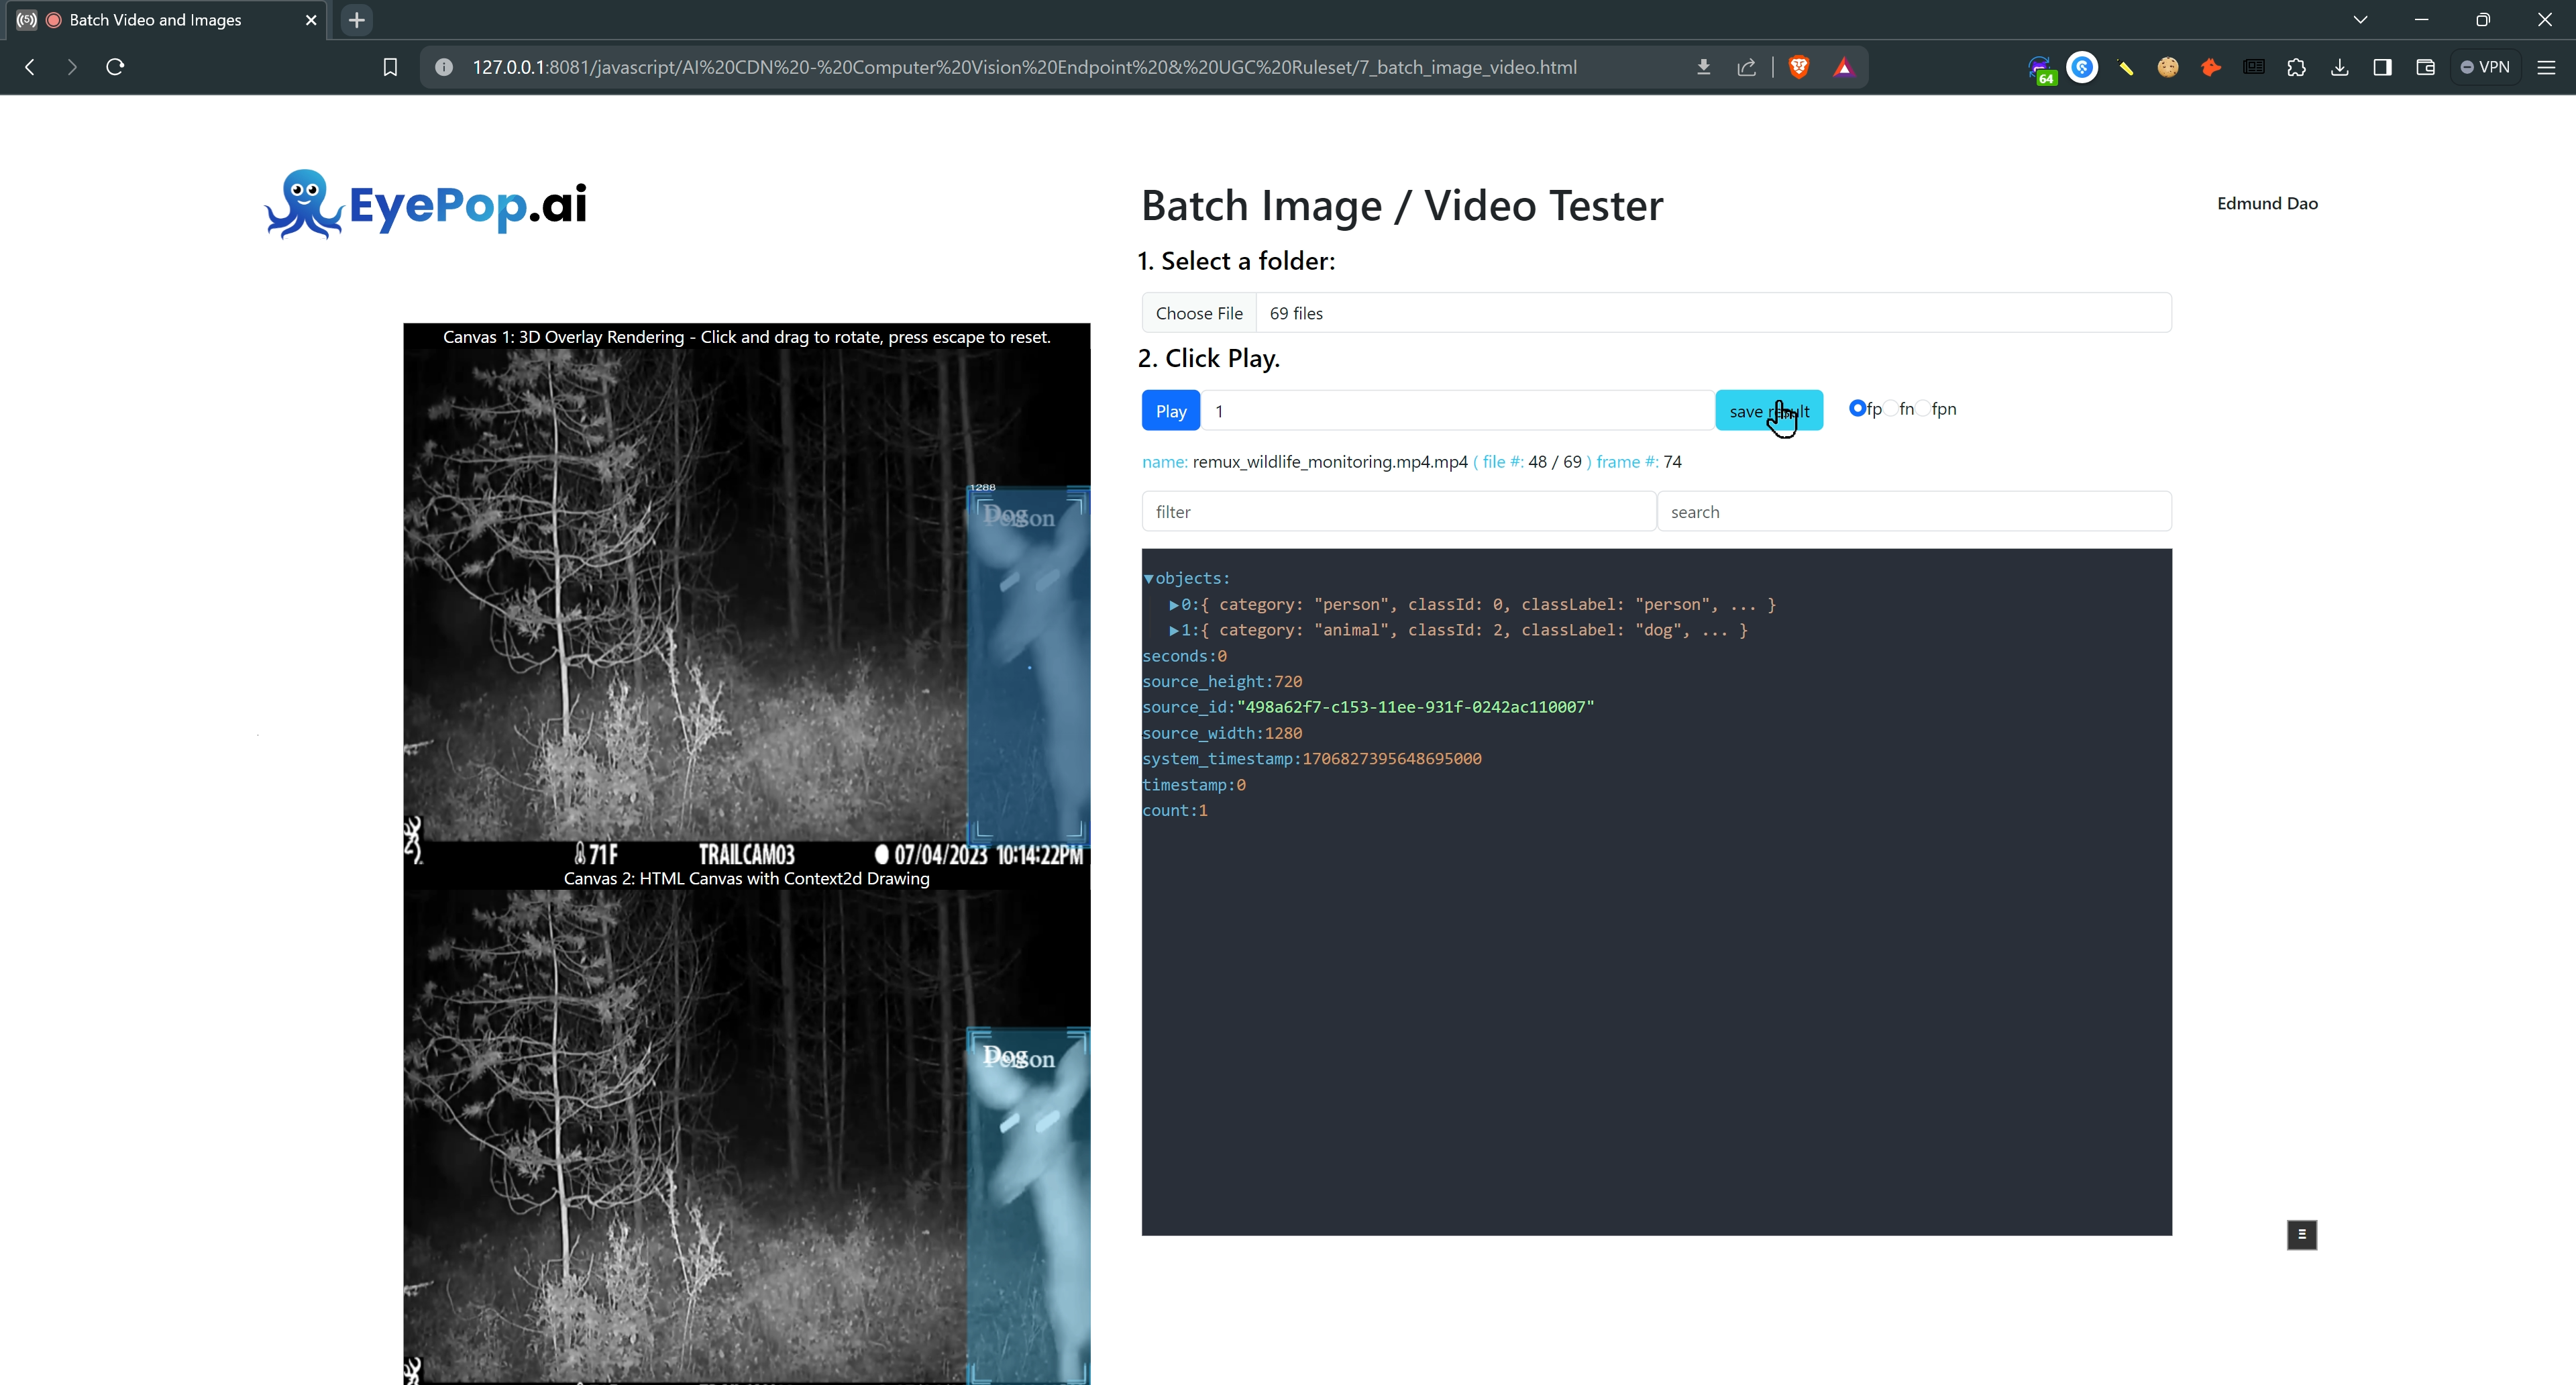 Batch Video and Images
127.0.0.1:8081/javascript/AI%20CDN%20-%20Computer%20Vision%20Endpoint%20&%20UGC%20Ruleset/7_batch_image_video.html
64
VPN
EyePop.ai
Batch Image / Video Tester
Edmund Dao
1. Select a folder:
Choose File 69 files
2. Click Play.
Play 1 save result fp fn fpn
name: remux_wildlife_monitoring.mp4.mp4 ( file #: 48 / 69 ) frame #: 74
filter search
▼objects:
▶0:{ category: "person", classId: 0, classLabel: "person", ... }
▶1:{ category: "animal", classId: 2, classLabel: "dog", ... }
seconds:0
source_height:720
source_id:"498a62f7-c153-11ee-931f-0242ac110007"
source_width:1280
system_timestamp:1706827395648695000
timestamp:0
count:1
Canvas 1: 3D Overlay Rendering - Click and drag to rotate, press escape to reset.
1288
Dog
Person
71F TRAILCAM03 07/04/2023 10:14:22PM
Canvas 2: HTML Canvas with Context2d Drawing
Dog
Person